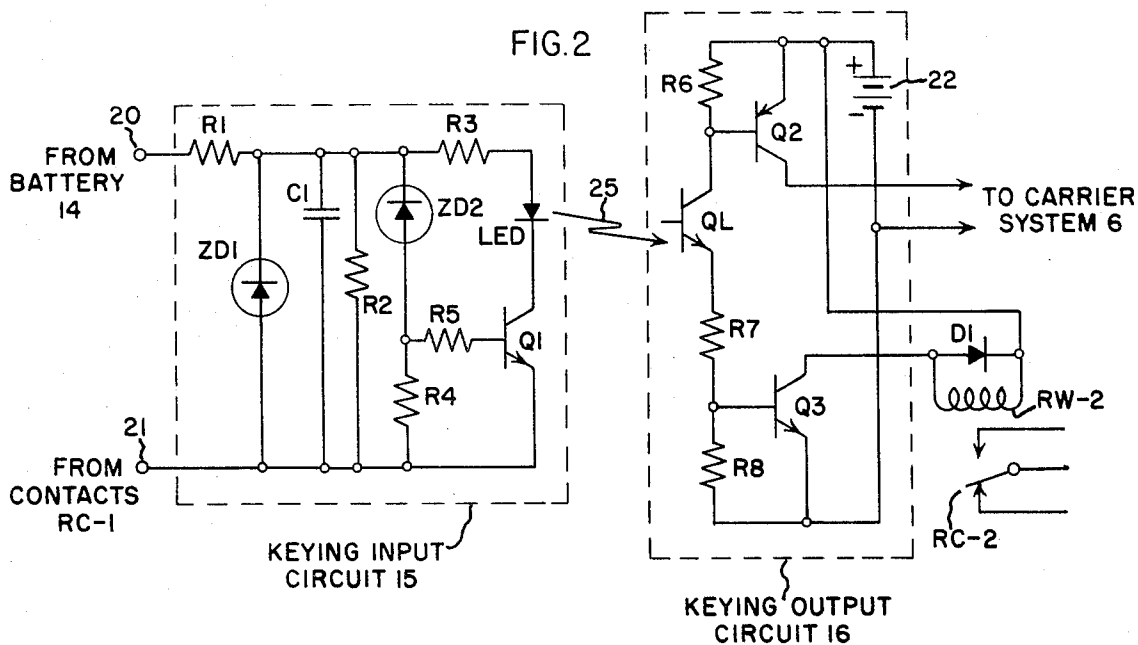 FIG.2
20
FROM
BATTERY
14
R1
R3
C1
ZD1
R2
ZD2
LED
R5
Q1
R4
21
FROM
CONTACTS
RC-1
KEYING INPUT
CIRCUIT 15
25
R6
+
-
22
Q2
QL
TO CARRIER
SYSTEM 6
R7
D1
Q3
RW-2
R8
RC-2
KEYING OUTPUT
CIRCUIT 16